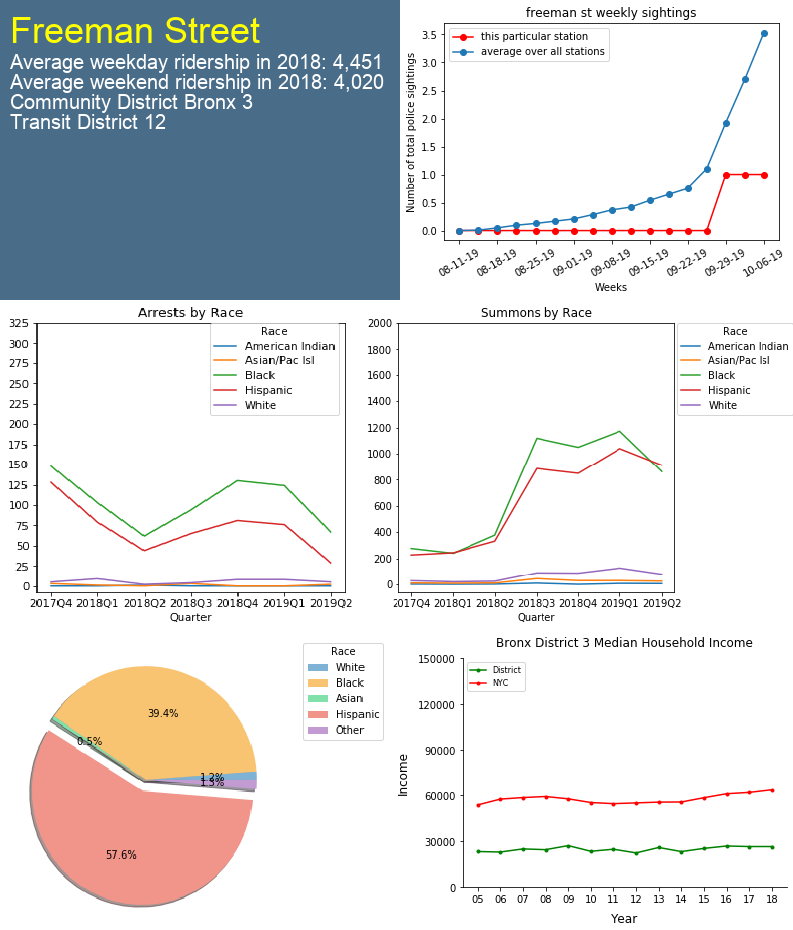 Freeman Street
Average weekday ridership in 2018: 4,451
Average weekend ridership in 2018: 4,020
Community District Bronx 3
Transit District 12
freeman st weekly sightings
this particular station
average over all stations
Number of total police sightings
3.5
3.0
2.5
2.0
1.5
1.0
0.5
0.0
08-11-19 08-18-19 08-25-19 09-01-19 09-08-19 09-15-19 09-22-19 09-29-19 10-06-19
Weeks
Arrests by Race
Race
American Indian
Asian/Pac Isl
Black
Hispanic
White
325
300
275
250
225
200
175
150
125
100
75
50
25
0
2017Q4 2018Q1 2018Q2 2018Q3 2018Q4 2019Q1 2019Q2
Quarter
Summons by Race
Race
American Indian
Asian/Pac Isl
Black
Hispanic
White
2000
1800
1600
1400
1200
1000
800
600
400
200
0
2017Q4 2018Q1 2018Q2 2018Q3 2018Q4 2019Q1 2019Q2
Quarter
Race
White
Black
Asian
Hispanic
Other
39.4%
0.5%
1.2%
1.3%
57.6%
Bronx District 3 Median Household Income
District
NYC
Income
150000
120000
90000
60000
30000
0
05 06 07 08 09 10 11 12 13 14 15 16 17 18
Year